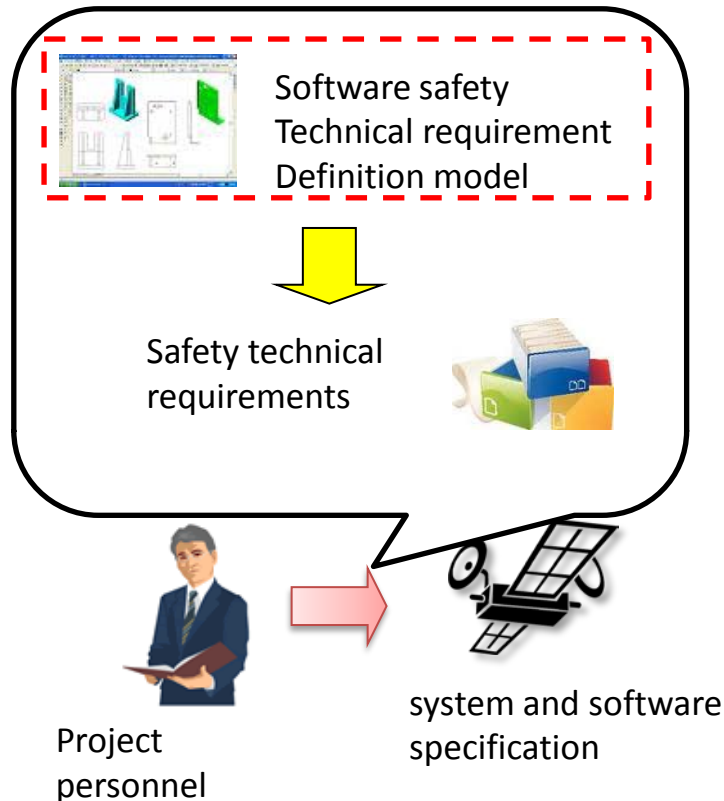 Software safety
Technical requirement
Definition model
Safety technical
requirements
Project
personnel
system and software
specification